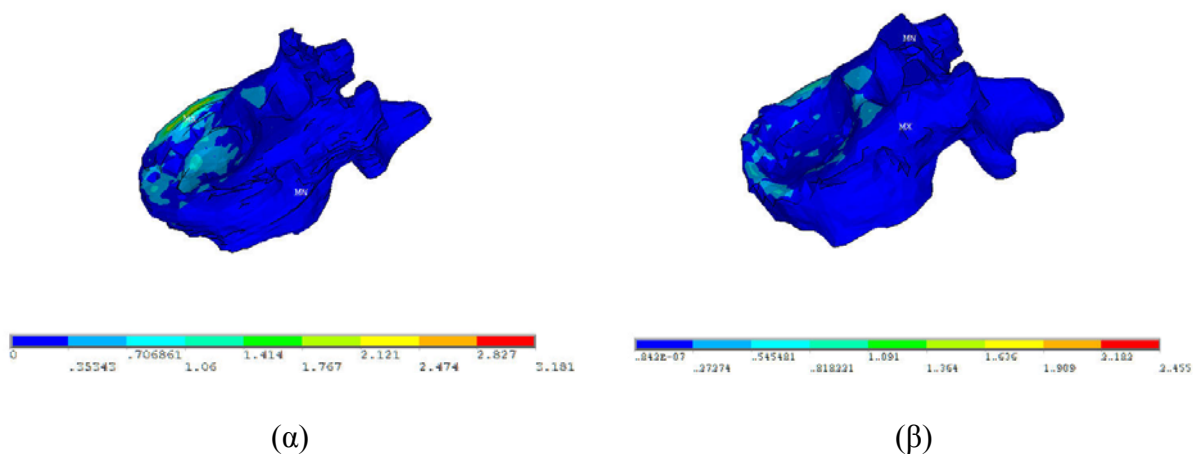 MN
MX
MN
MX
MN
0 .706861 1.414 2.121 2.827
.35343 1.06 1.767 2.474 3.181
.545481 1.091 1.636 2.182
.27274 .818221 1.364 1.909 2.455
(α) (β)